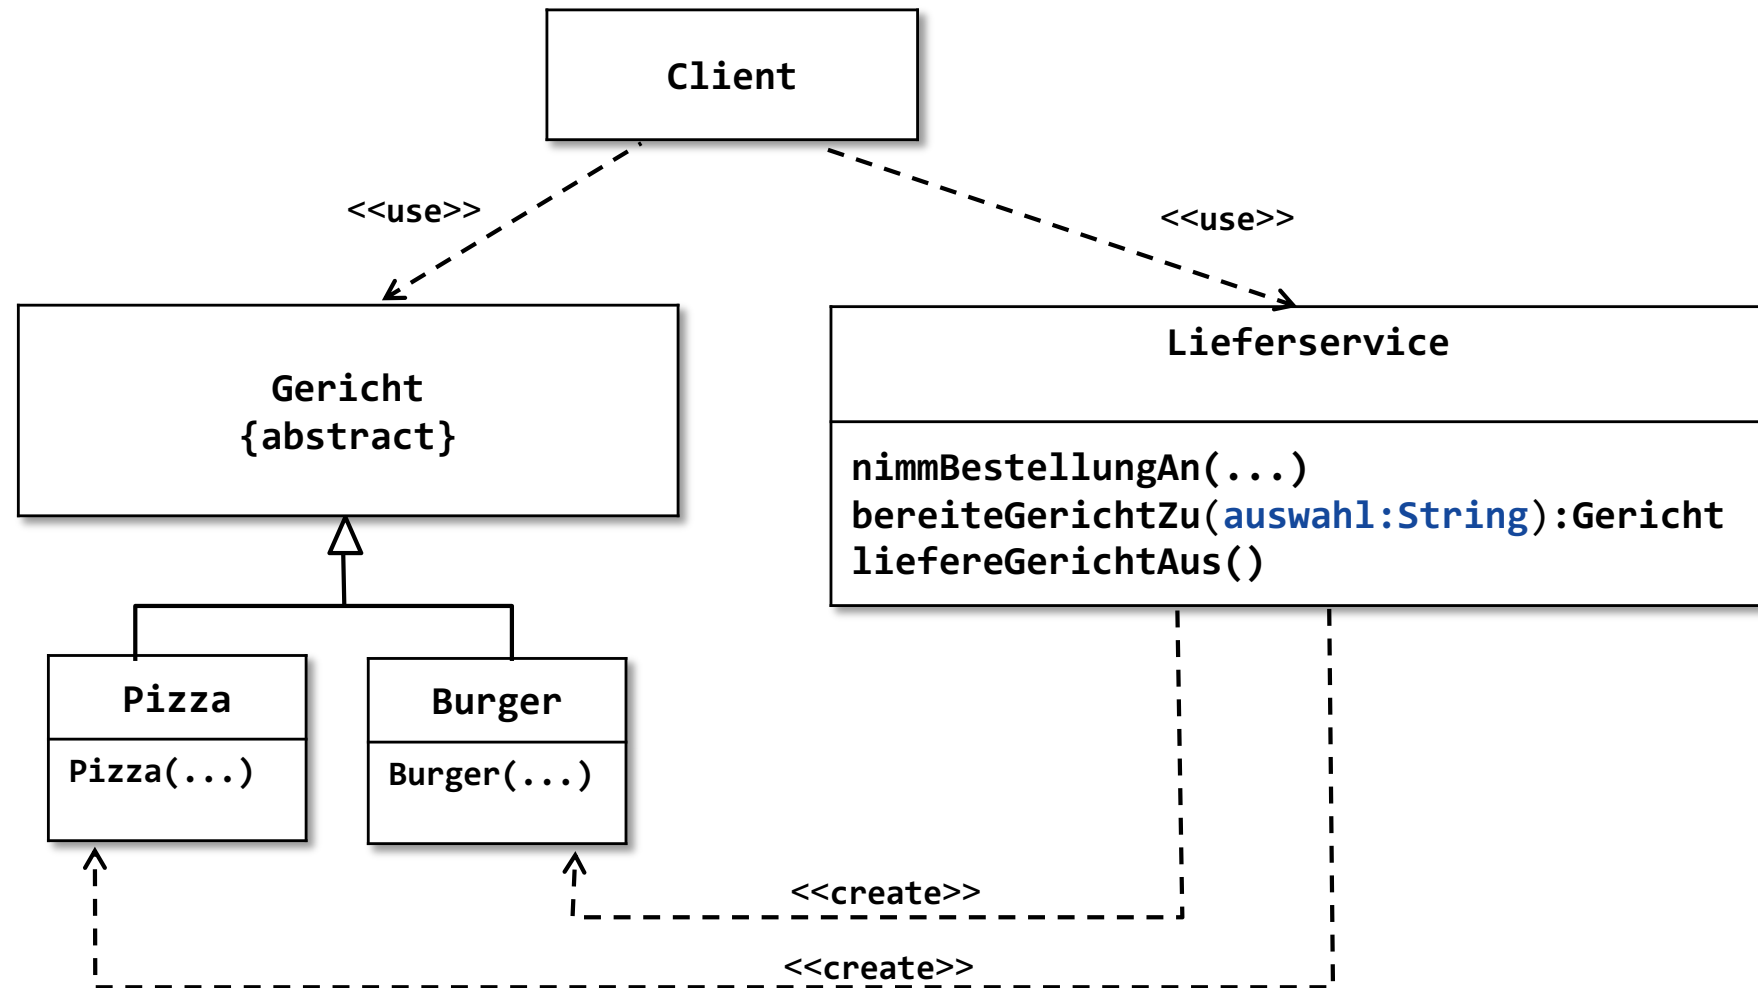 Client
<<use>>
<<use>>
Gericht
{abstract}
Lieferservice
nimmBestellungAn(...)
bereiteGerichtZu(auswahl:String):Gericht
liefereGerichtAus()
Pizza
Pizza(...)
Burger
Burger(...)
<<create>>
<<create>>